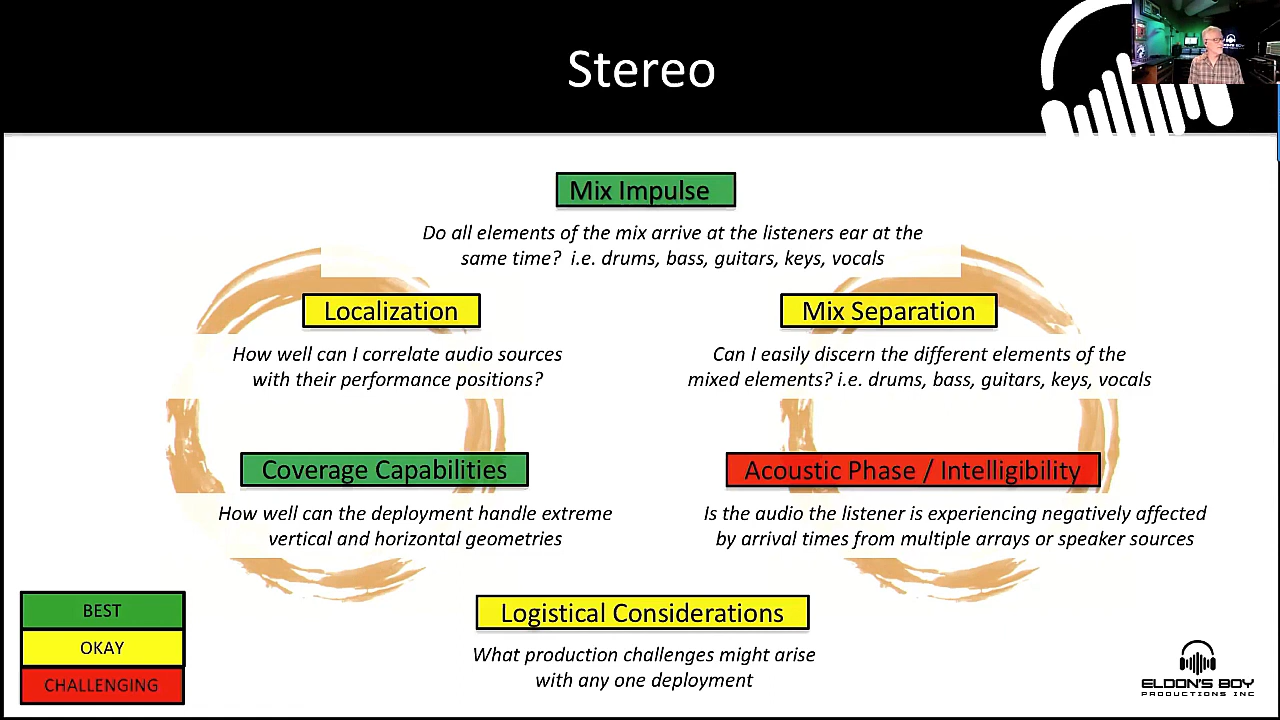 Stereo
Mix Impulse
Do all elements of the mix arrive at the listeners ear at the
same time? i.e. drums, bass, guitars, keys, vocals
Localization
How well can I correlate audio sources
with their performance positions?
Mix Separation
Can I easily discern the different elements of the
mixed elements? i.e. drums, bass, guitars, keys, vocals
Coverage Capabilities
How well can the deployment handle extreme
vertical and horizontal geometries
Acoustic Phase / Intelligibility
Is the audio the listener is experiencing negatively affected
by arrival times from multiple arrays or speaker sources
Logistical Considerations
What production challenges might arise
with any one deployment
BEST
OKAY
CHALLENGING
ELDON'S BOY
PRODUCTIONS INC